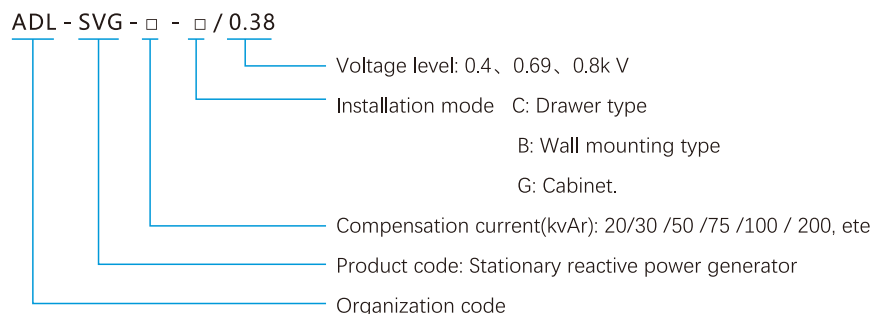 ADL - SVG - □ - □ / 0.38
Voltage level: 0.4、0.69、0.8k V
Installation mode C: Drawer type
B: Wall mounting type
G: Cabinet.
Compensation current(kvAr): 20/30 /50 /75 /100 / 200, ete
Product code: Stationary reactive power generator
Organization code